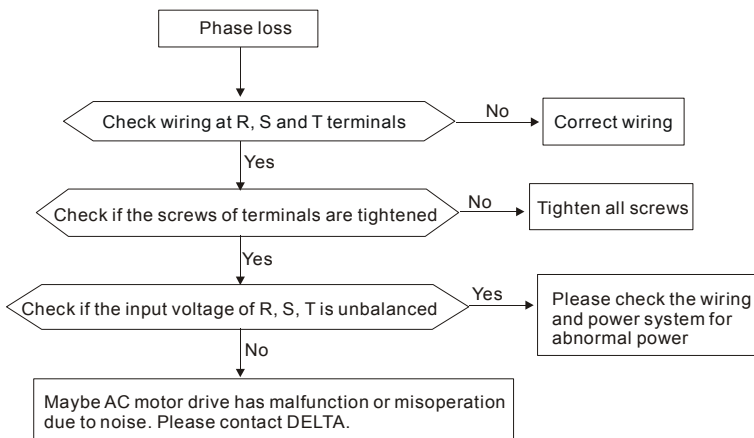 Phase loss
Check wiring at R, S and T terminals
No
Correct wiring
Yes
Check if the screws of terminals are tightened
No
Tighten all screws
Yes
Check if the input voltage of R, S, T is unbalanced
Yes
Please check the wiring
and power system for
abnormal power
No
Maybe AC motor drive has malfunction or misoperation
due to noise. Please contact DELTA.